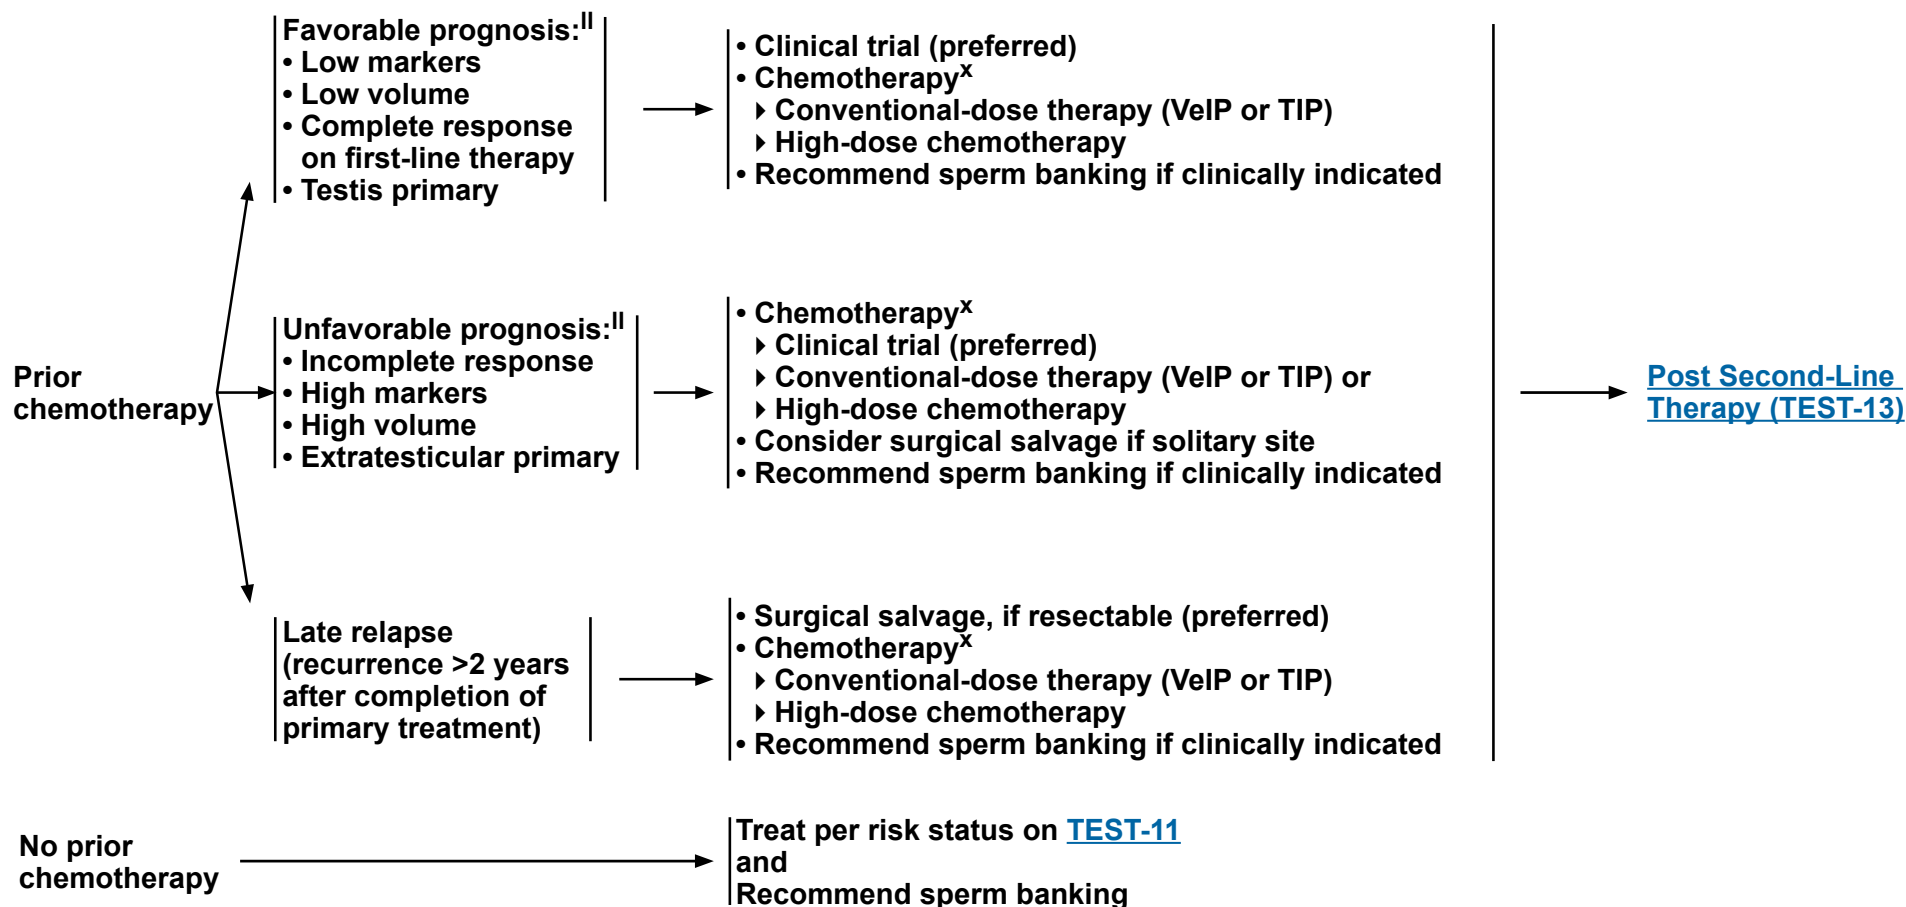 Prior
chemotherapy
Favorable prognosis:ll
• Low markers
• Low volume
• Complete response
on first-line therapy
• Testis primary
• Clinical trial (preferred)
• Chemotherapyx
▸ Conventional-dose therapy (VeIP or TIP)
▸ High-dose chemotherapy
• Recommend sperm banking if clinically indicated
Unfavorable prognosis:ll
• Incomplete response
• High markers
• High volume
• Extratesticular primary
• Chemotherapyx
▸ Clinical trial (preferred)
▸ Conventional-dose therapy (VeIP or TIP) or
▸ High-dose chemotherapy
• Consider surgical salvage if solitary site
• Recommend sperm banking if clinically indicated
Late relapse
(recurrence >2 years
after completion of
primary treatment)
• Surgical salvage, if resectable (preferred)
• Chemotherapyx
▸ Conventional-dose therapy (VeIP or TIP)
▸ High-dose chemotherapy
• Recommend sperm banking if clinically indicated
Post Second-Line
Therapy (TEST-13)
No prior
chemotherapy
Treat per risk status on TEST-11
and
Recommend sperm banking